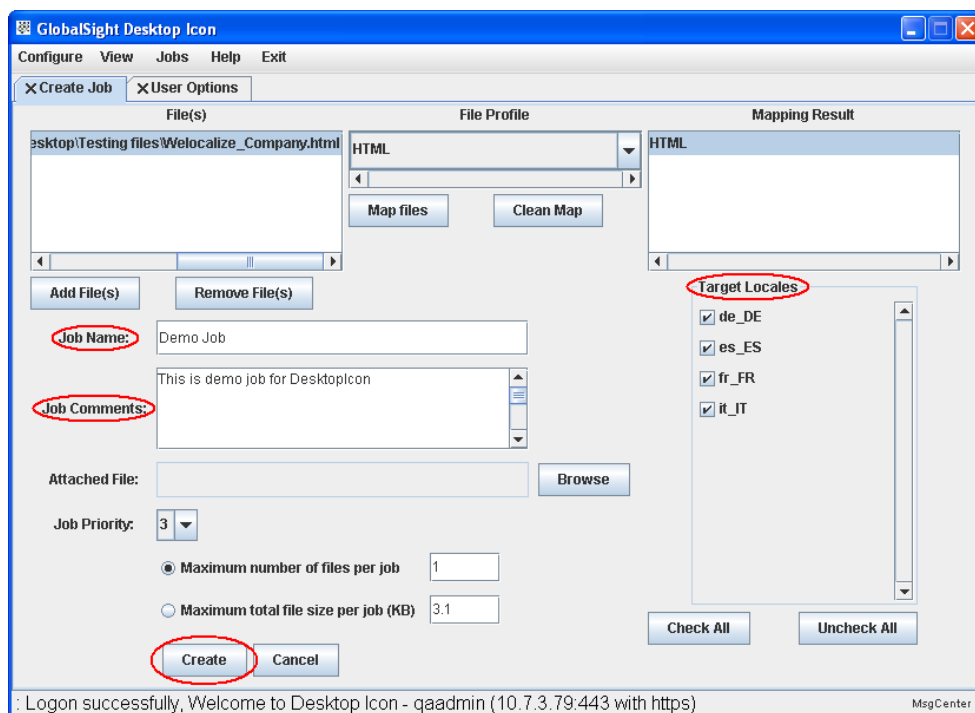 GlobalSight Desktop Icon
Configure View Jobs Help Exit
Create Job User Options
File(s) File Profile Mapping Result
esktop\Testing files\Welocalize_Company.html HTML HTML
Map files Clean Map
Add File(s) Remove File(s)
Target Locales
de_DE
es_ES
fr_FR
it_IT
Job Name: Demo Job
Job Comments: This is demo job for DesktopIcon
Attached File: Browse
Job Priority: 3
Maximum number of files per job 1
Maximum total file size per job (KB) 3.1
Check All Uncheck All
Create Cancel
: Logon successfully, Welcome to Desktop Icon - qaadmin (10.7.3.79:443 with https) MsgCenter